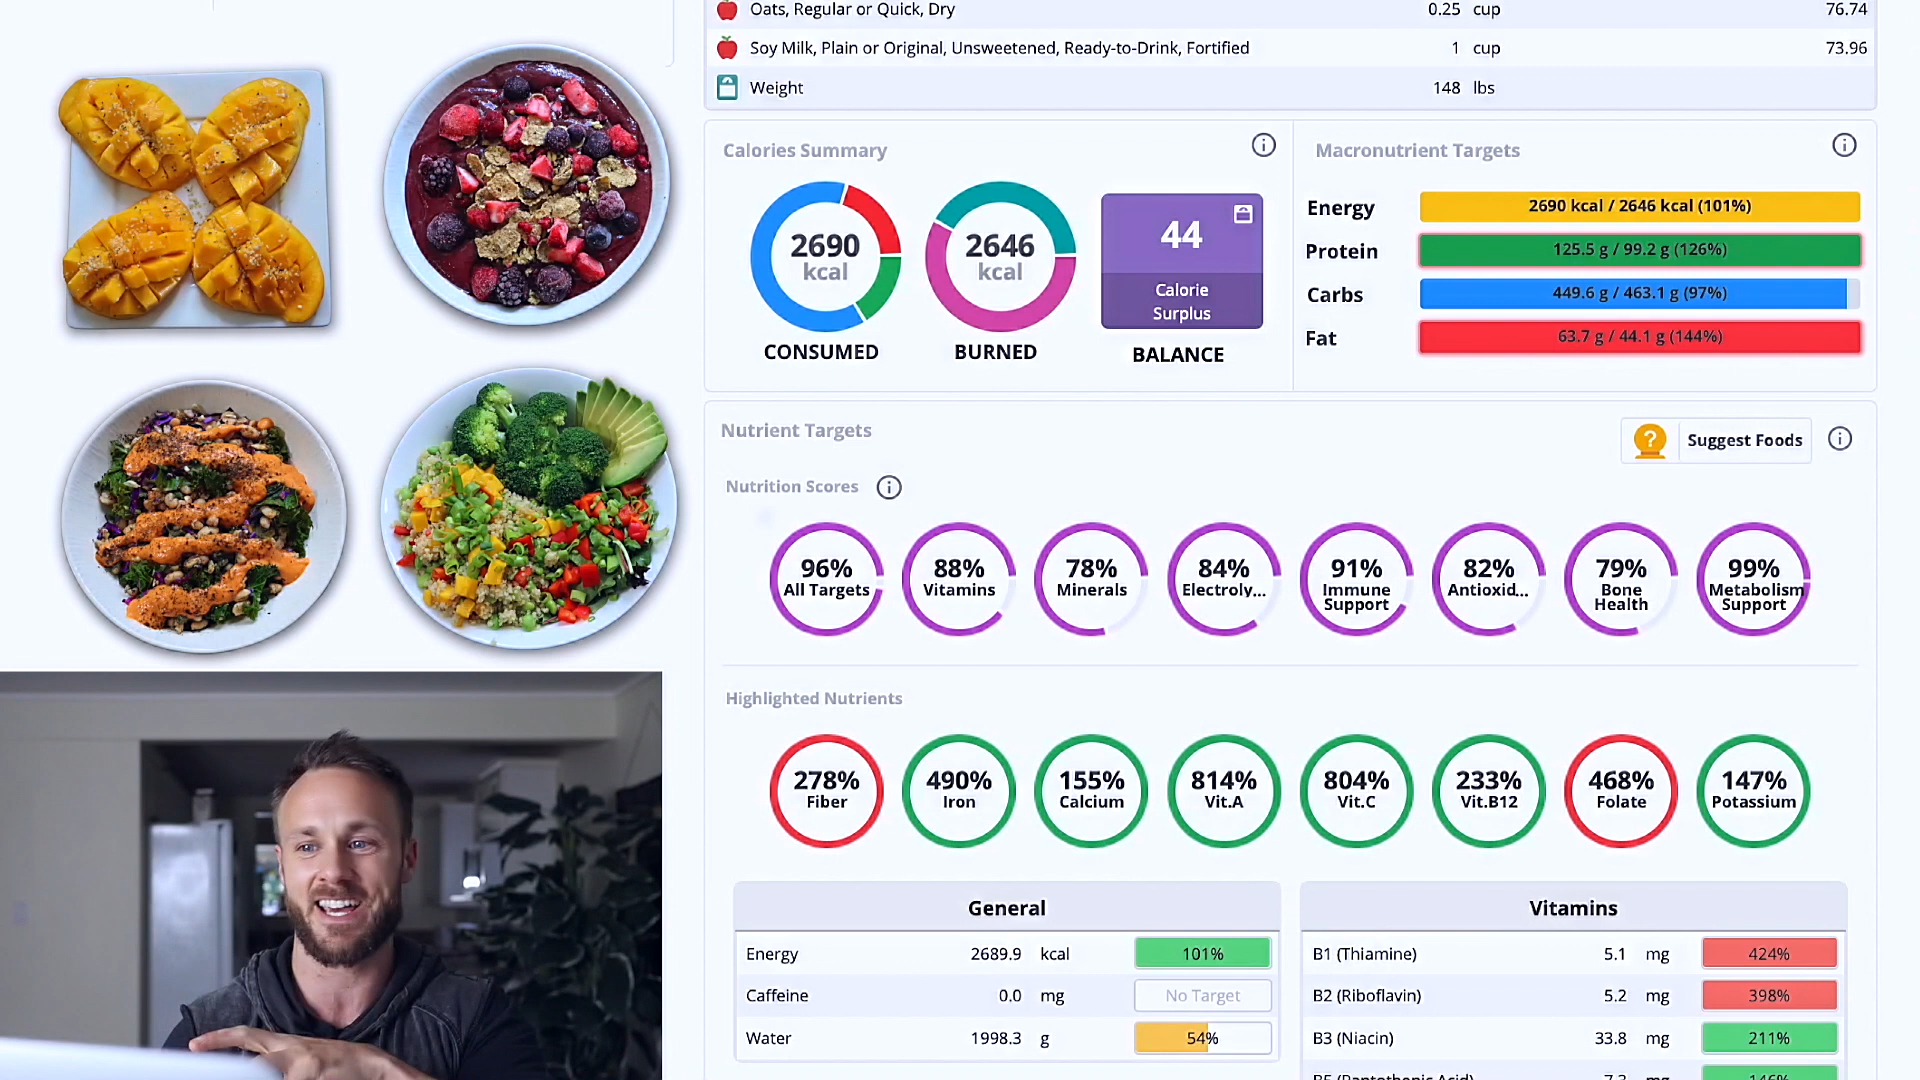 Oats, Regular or Quick, Dry 0.25 cup 76.74
Soy Milk, Plain or Original, Unsweetened, Ready-to-Drink, Fortified 1 cup 73.96
Weight 148 lbs
Calories Summary
2690 kcal
CONSUMED
2646 kcal
BURNED
44
Calorie
Surplus
BALANCE
Macronutrient Targets
Energy 2690 kcal / 2646 kcal (101%)
Protein 125.5 g / 99.2 g (126%)
Carbs 449.6 g / 463.1 g (97%)
Fat 63.7 g / 44.1 g (144%)
Nutrient Targets
? Suggest Foods
Nutrition Scores
96% All Targets
88% Vitamins
78% Minerals
84% Electroly...
91% Immune Support
82% Antioxid...
79% Bone Health
99% Metabolism Support
Highlighted Nutrients
278% Fiber
490% Iron
155% Calcium
814% Vit.A
804% Vit.C
233% Vit.B12
468% Folate
147% Potassium
General
Energy 2689.9 kcal 101%
Caffeine 0.0 mg No Target
Water 1998.3 g 54%
Vitamins
B1 (Thiamine) 5.1 mg 424%
B2 (Riboflavin) 5.2 mg 398%
B3 (Niacin) 33.8 mg 211%
B5 (Pantothenic Acid) 7.3 mg 146%